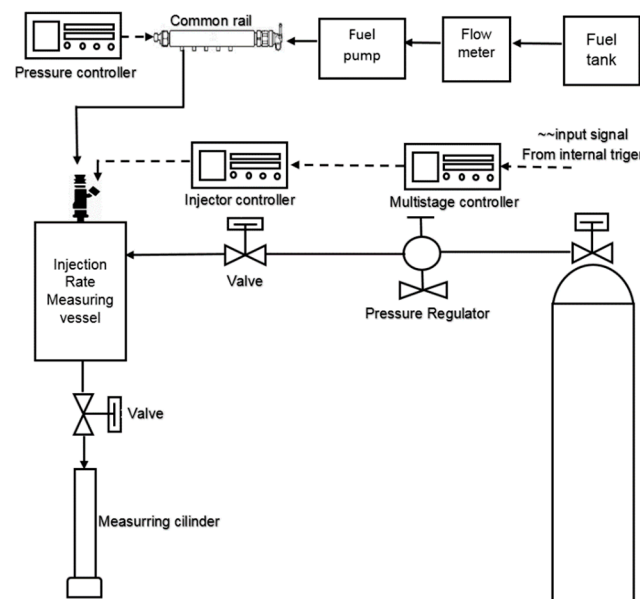 Common rail
Pressure controller
Fuel
pump
Flow
meter
Fuel
tank
~~input signal
From internal triger
Injector controller
Multistage controller
Injection
Rate
Measuring
vessel
Valve
Pressure Regulator
Valve
Measurring cilinder